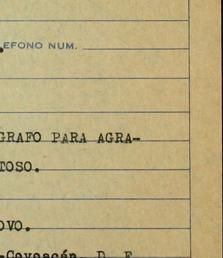 EFONO NUM.
GRAFO PARA AGRA-
TOSO.
OVO.
-Coyoacán, D. F.